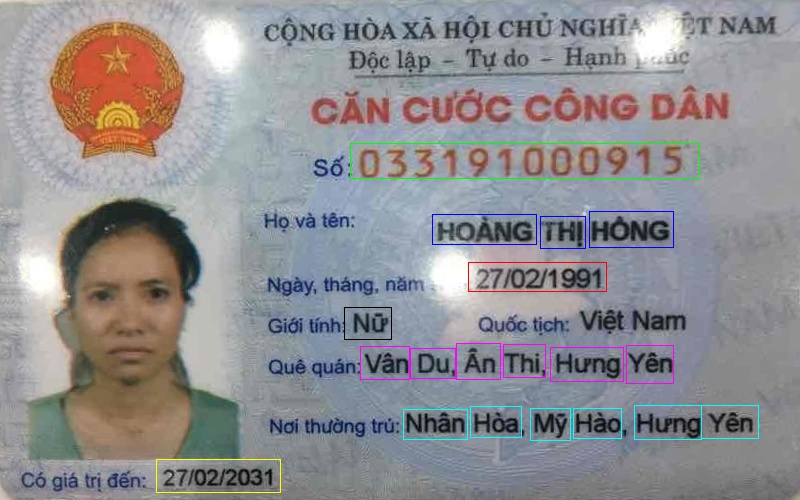 CỘNG HÒA XÃ HỘI CHỦ NGHĨA VIỆT NAM
Độc lập - Tự do - Hạnh phúc
CĂN CƯỚC CÔNG DÂN
Số: 033191000915
Họ và tên: HOÀNG THỊ HỒNG
Ngày, tháng, năm 27/02/1991
Giới tính: Nữ Quốc tịch: Việt Nam
Quê quán: Vân Du, Ân Thi, Hưng Yên
Nơi thường trú: Nhân Hòa, Mỹ Hào, Hưng Yên
Có giá trị đến: 27/02/2031